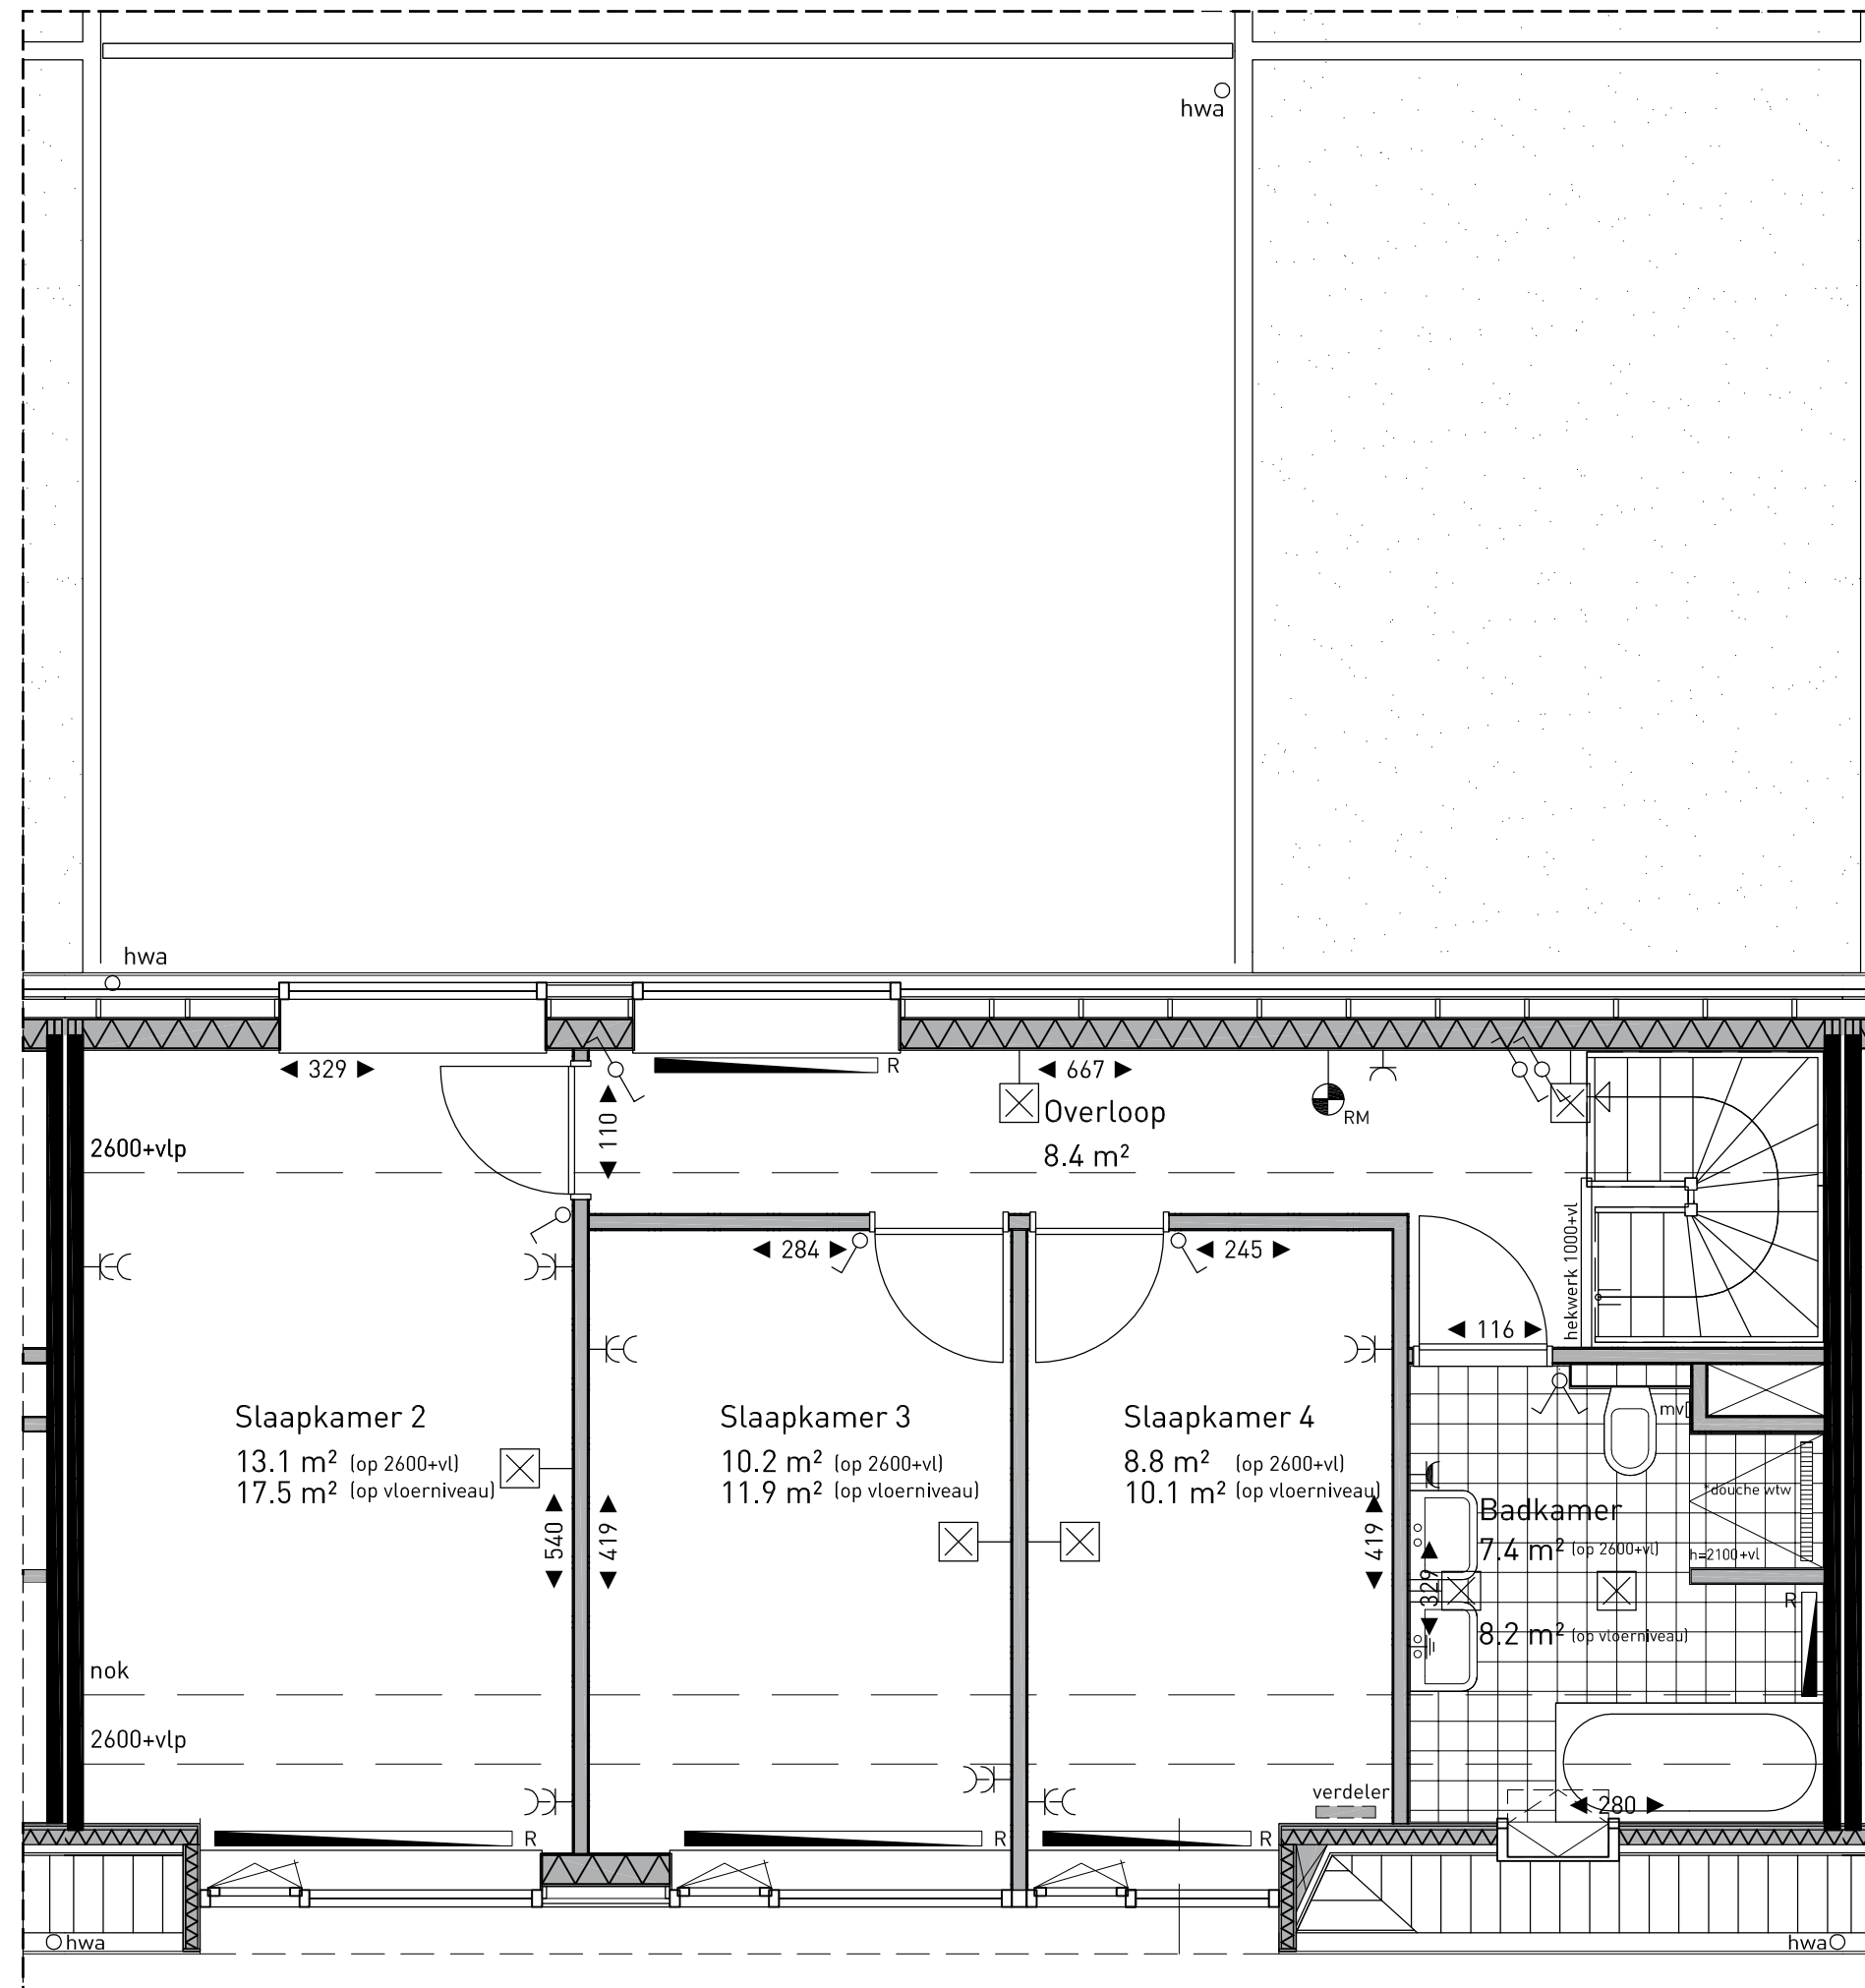 hwa
hwa
R
◄ 329 ►
◄ 667 ►
◄ 110 ►
Overloop
8.4 m²
RM
2600+vlp
hekwerk 1000+vl
◄ 284 ►
◄ 245 ►
◄ 116 ►
mv
Slaapkamer 2
13.1 m² (op 2600+vl)
17.5 m² (op vloerniveau)
◄ 540 ►
Slaapkamer 3
10.2 m² (op 2600+vl)
11.9 m² (op vloerniveau)
◄ 419 ►
Slaapkamer 4
8.8 m² (op 2600+vl)
10.1 m² (op vloerniveau)
◄ 419 ►
*douche wtw
Badkamer
7.4 m² (op 2600+vl)
h=2100+vl
◄ 329 ►
R
8.2 m² (op vloerniveau)
nok
2600+vlp
verdeler
◄ 280 ►
R
R
R
hwa
hwa